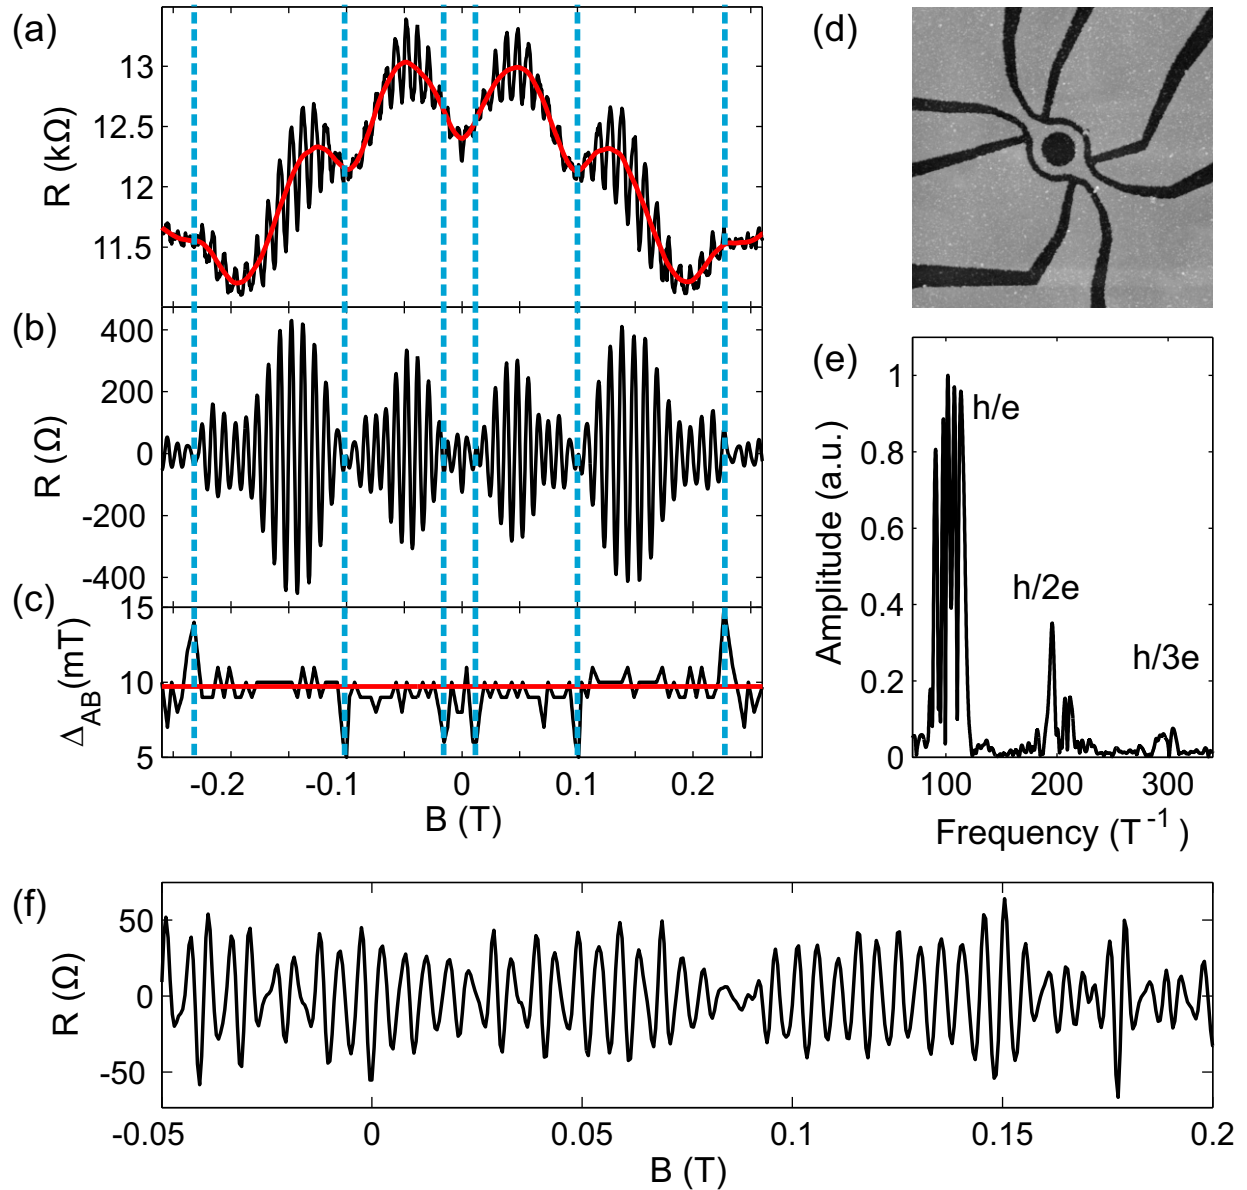 (a)
R (kΩ)
13
12.5
12
11.5
(b)
R (Ω)
400
200
0
-200
-400
(c)
Δ_AB (mT)
15
10
5
-0.2
-0.1
0
0.1
0.2
B (T)
(d)
(e)
Amplitude (a.u.)
1
0.8
0.6
0.4
0.2
0
h/e
h/2e
h/3e
100
200
300
Frequency (T⁻¹)
(f)
R (Ω)
50
0
-50
-0.05
0
0.05
0.1
0.15
0.2
B (T)